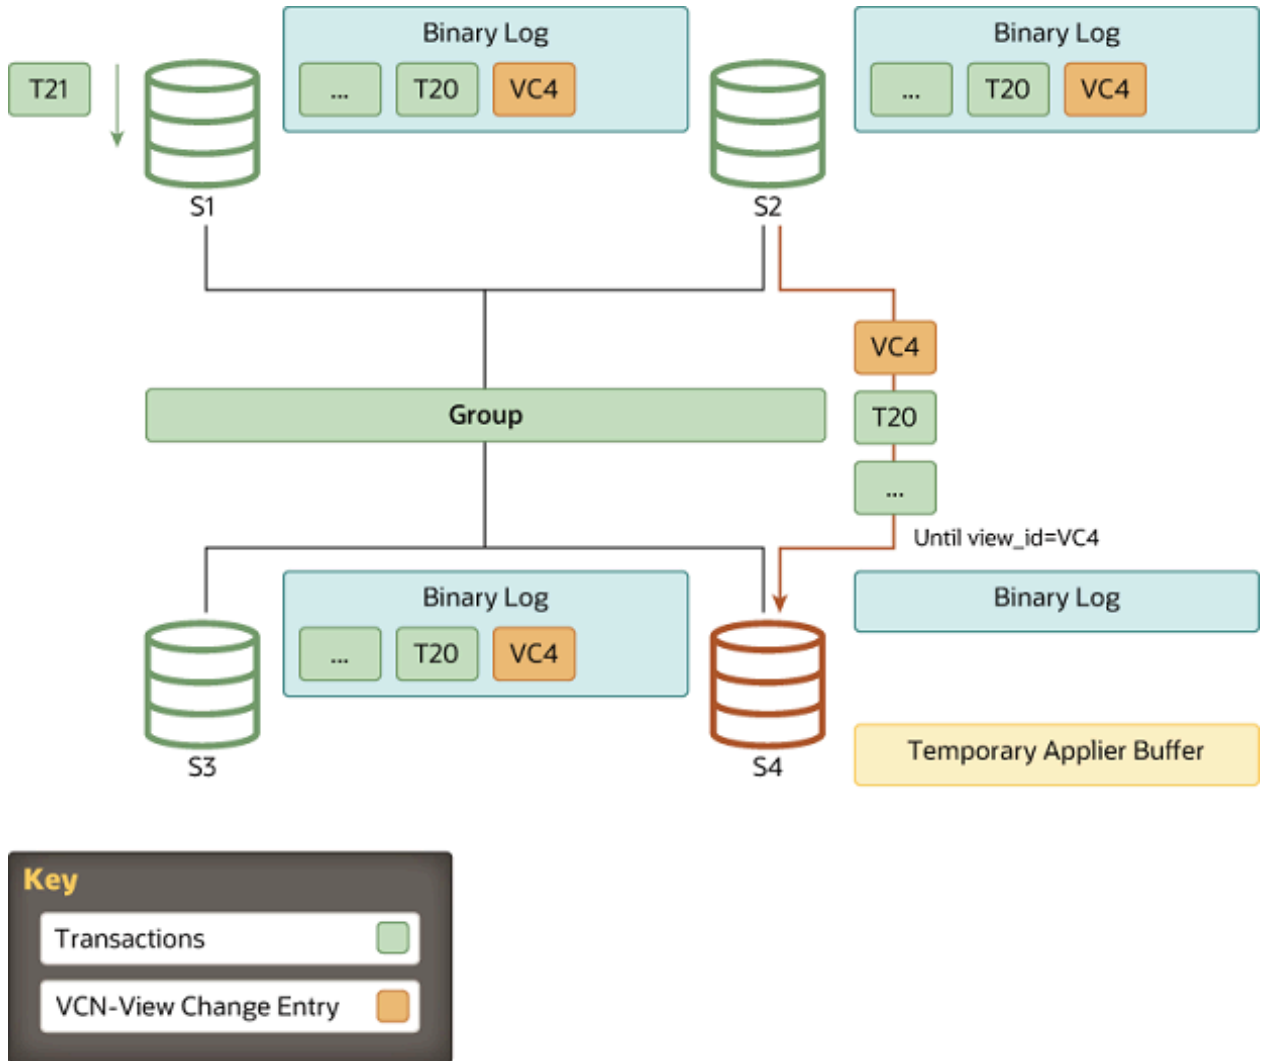 Binary Log
Binary Log
T21
...
T20
VC4
...
T20
VC4
S1
S2
VC4
Group
T20
...
Until view_id=VC4
Binary Log
Binary Log
...
T20
VC4
Temporary Applier Buffer
S3
S4
Key
Transactions
VCN-View Change Entry